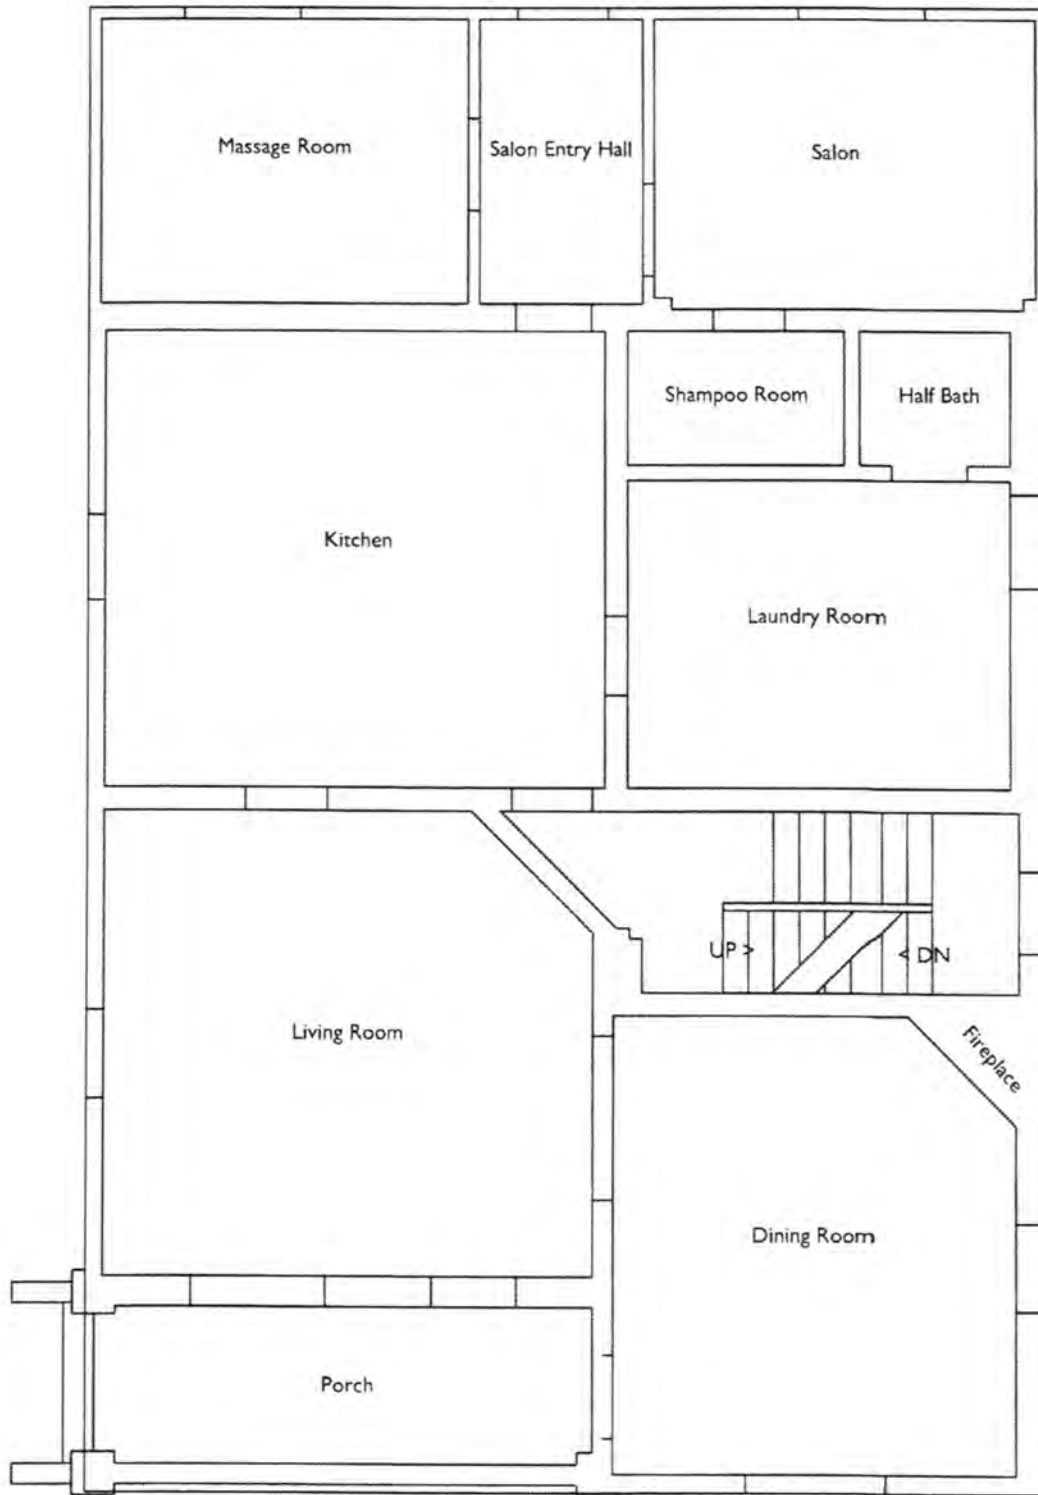 Massage Room
Salon Entry Hall
Salon
Shampoo Room
Half Bath
Kitchen
Laundry Room
UP >
< DN
Living Room
Fireplace
Dining Room
Porch